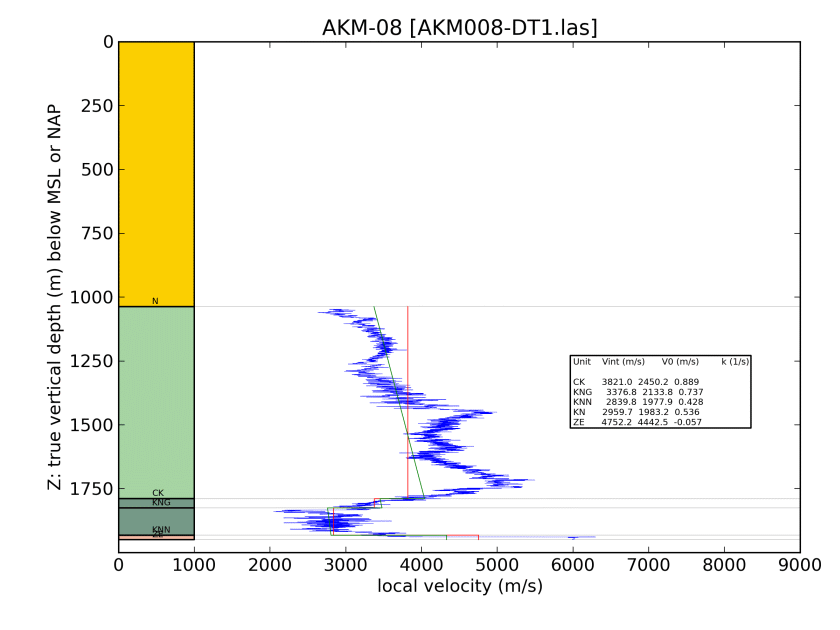 AKM-08 [AKM008-DT1.las]
Z: true vertical depth (m) below MSL or NAP
0
250
500
750
1000
1250
1500
1750
N
CK
KNG
KNN
ZE
Unit Vint (m/s) V0 (m/s) k (1/s)
CK 3821.0 2450.2 0.889
KNG 3376.8 2133.8 0.737
KNN 2839.8 1977.9 0.428
KN 2959.7 1983.2 0.536
ZE 4752.2 4442.5 -0.057
0 1000 2000 3000 4000 5000 6000 7000 8000 9000
local velocity (m/s)